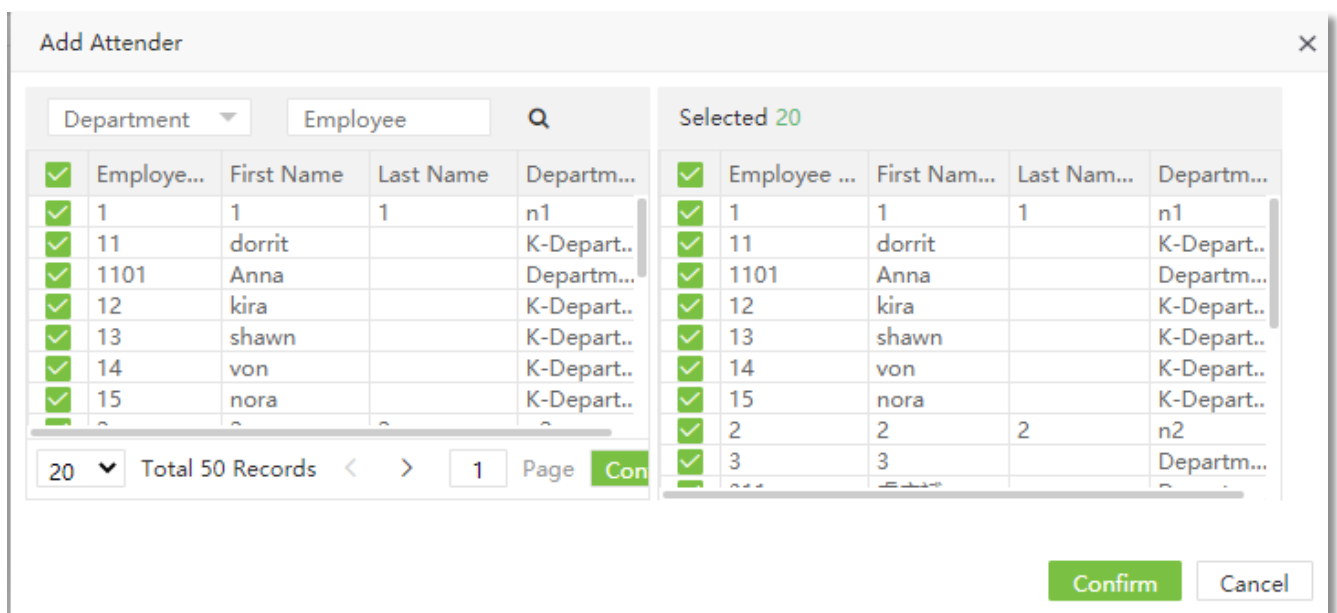 Add Attender ×
Department Employee
Employe... First Name Last Name Departm...
1 1 1 n1
11 dorrit K-Depart..
1101 Anna Departm...
12 kira K-Depart..
13 shawn K-Depart..
14 von K-Depart..
15 nora K-Depart..
20 Total 50 Records < > 1 Page Con
Selected 20
Employee ... First Nam... Last Nam... Departm...
1 1 1 n1
11 dorrit K-Depart..
1101 Anna Departm...
12 kira K-Depart..
13 shawn K-Depart..
14 von K-Depart..
15 nora K-Depart..
2 2 2 n2
3 3 Departm...
Confirm Cancel